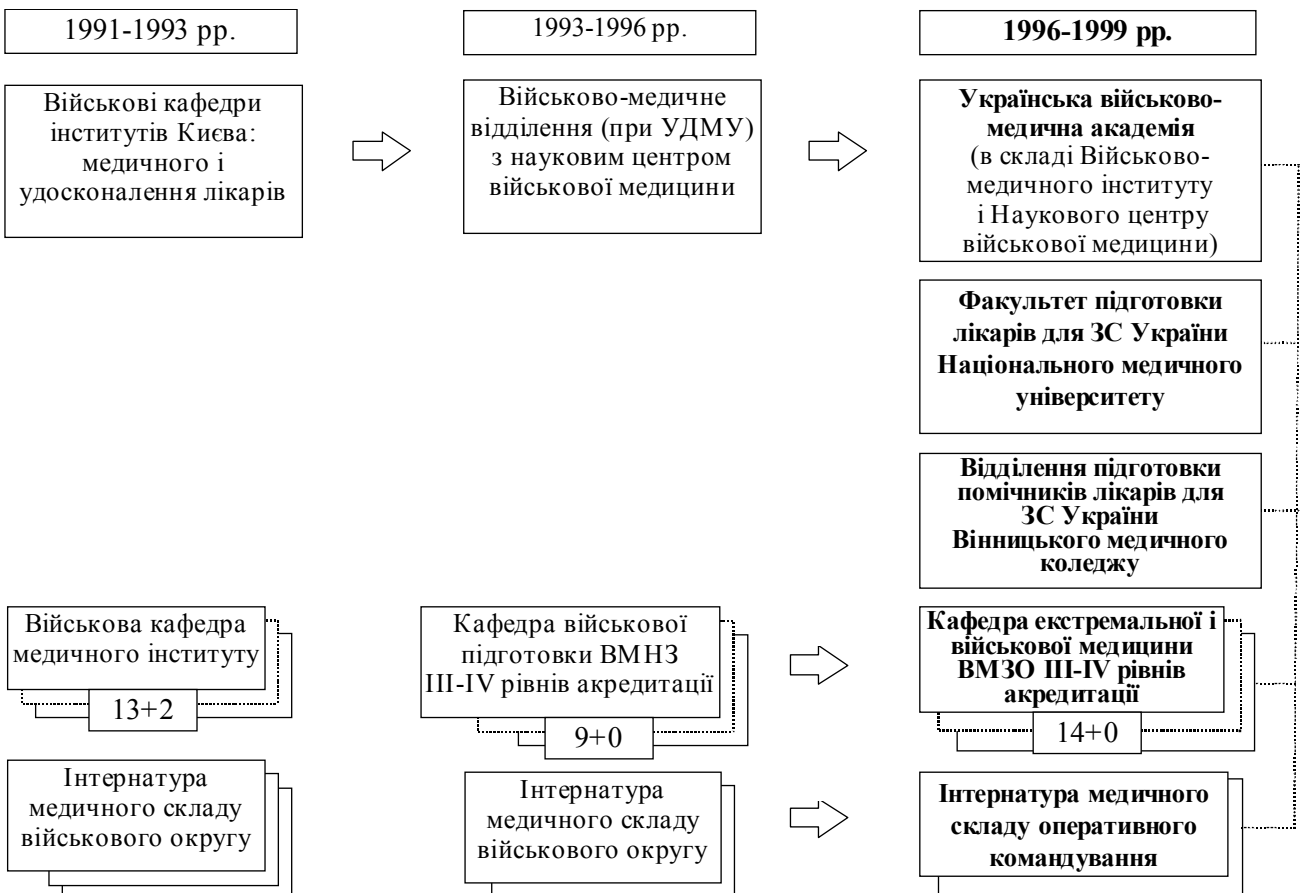 1991-1993 рр.
1993-1996 рр.
1996-1999 рр.
Військові кафедри
інститутів Києва:
медичного і
удосконалення лікарів
Військово-медичне
відділення (при УДМУ)
з науковим центром
військової медицини
Українська військово-
медична академія
(в складі Військово-
медичного інституту
і Наукового центру
військової медицини)
Факультет підготовки
лікарів для ЗС України
Національного медичного
університету
Відділення підготовки
помічників лікарів для
ЗС України
Вінницького медичного
коледжу
Військова кафедра
медичного інституту
13+2
Кафедра військової
підготовки ВМНЗ
III-IV рівнів акредитації
9+0
Кафедра екстремальної і
військової медицини
ВМЗО III-IV рівнів
акредитації
14+0
Інтернатура
медичного складу
військового округу
Інтернатура
медичного складу
військового округу
Інтернатура медичного
складу оперативного
командування